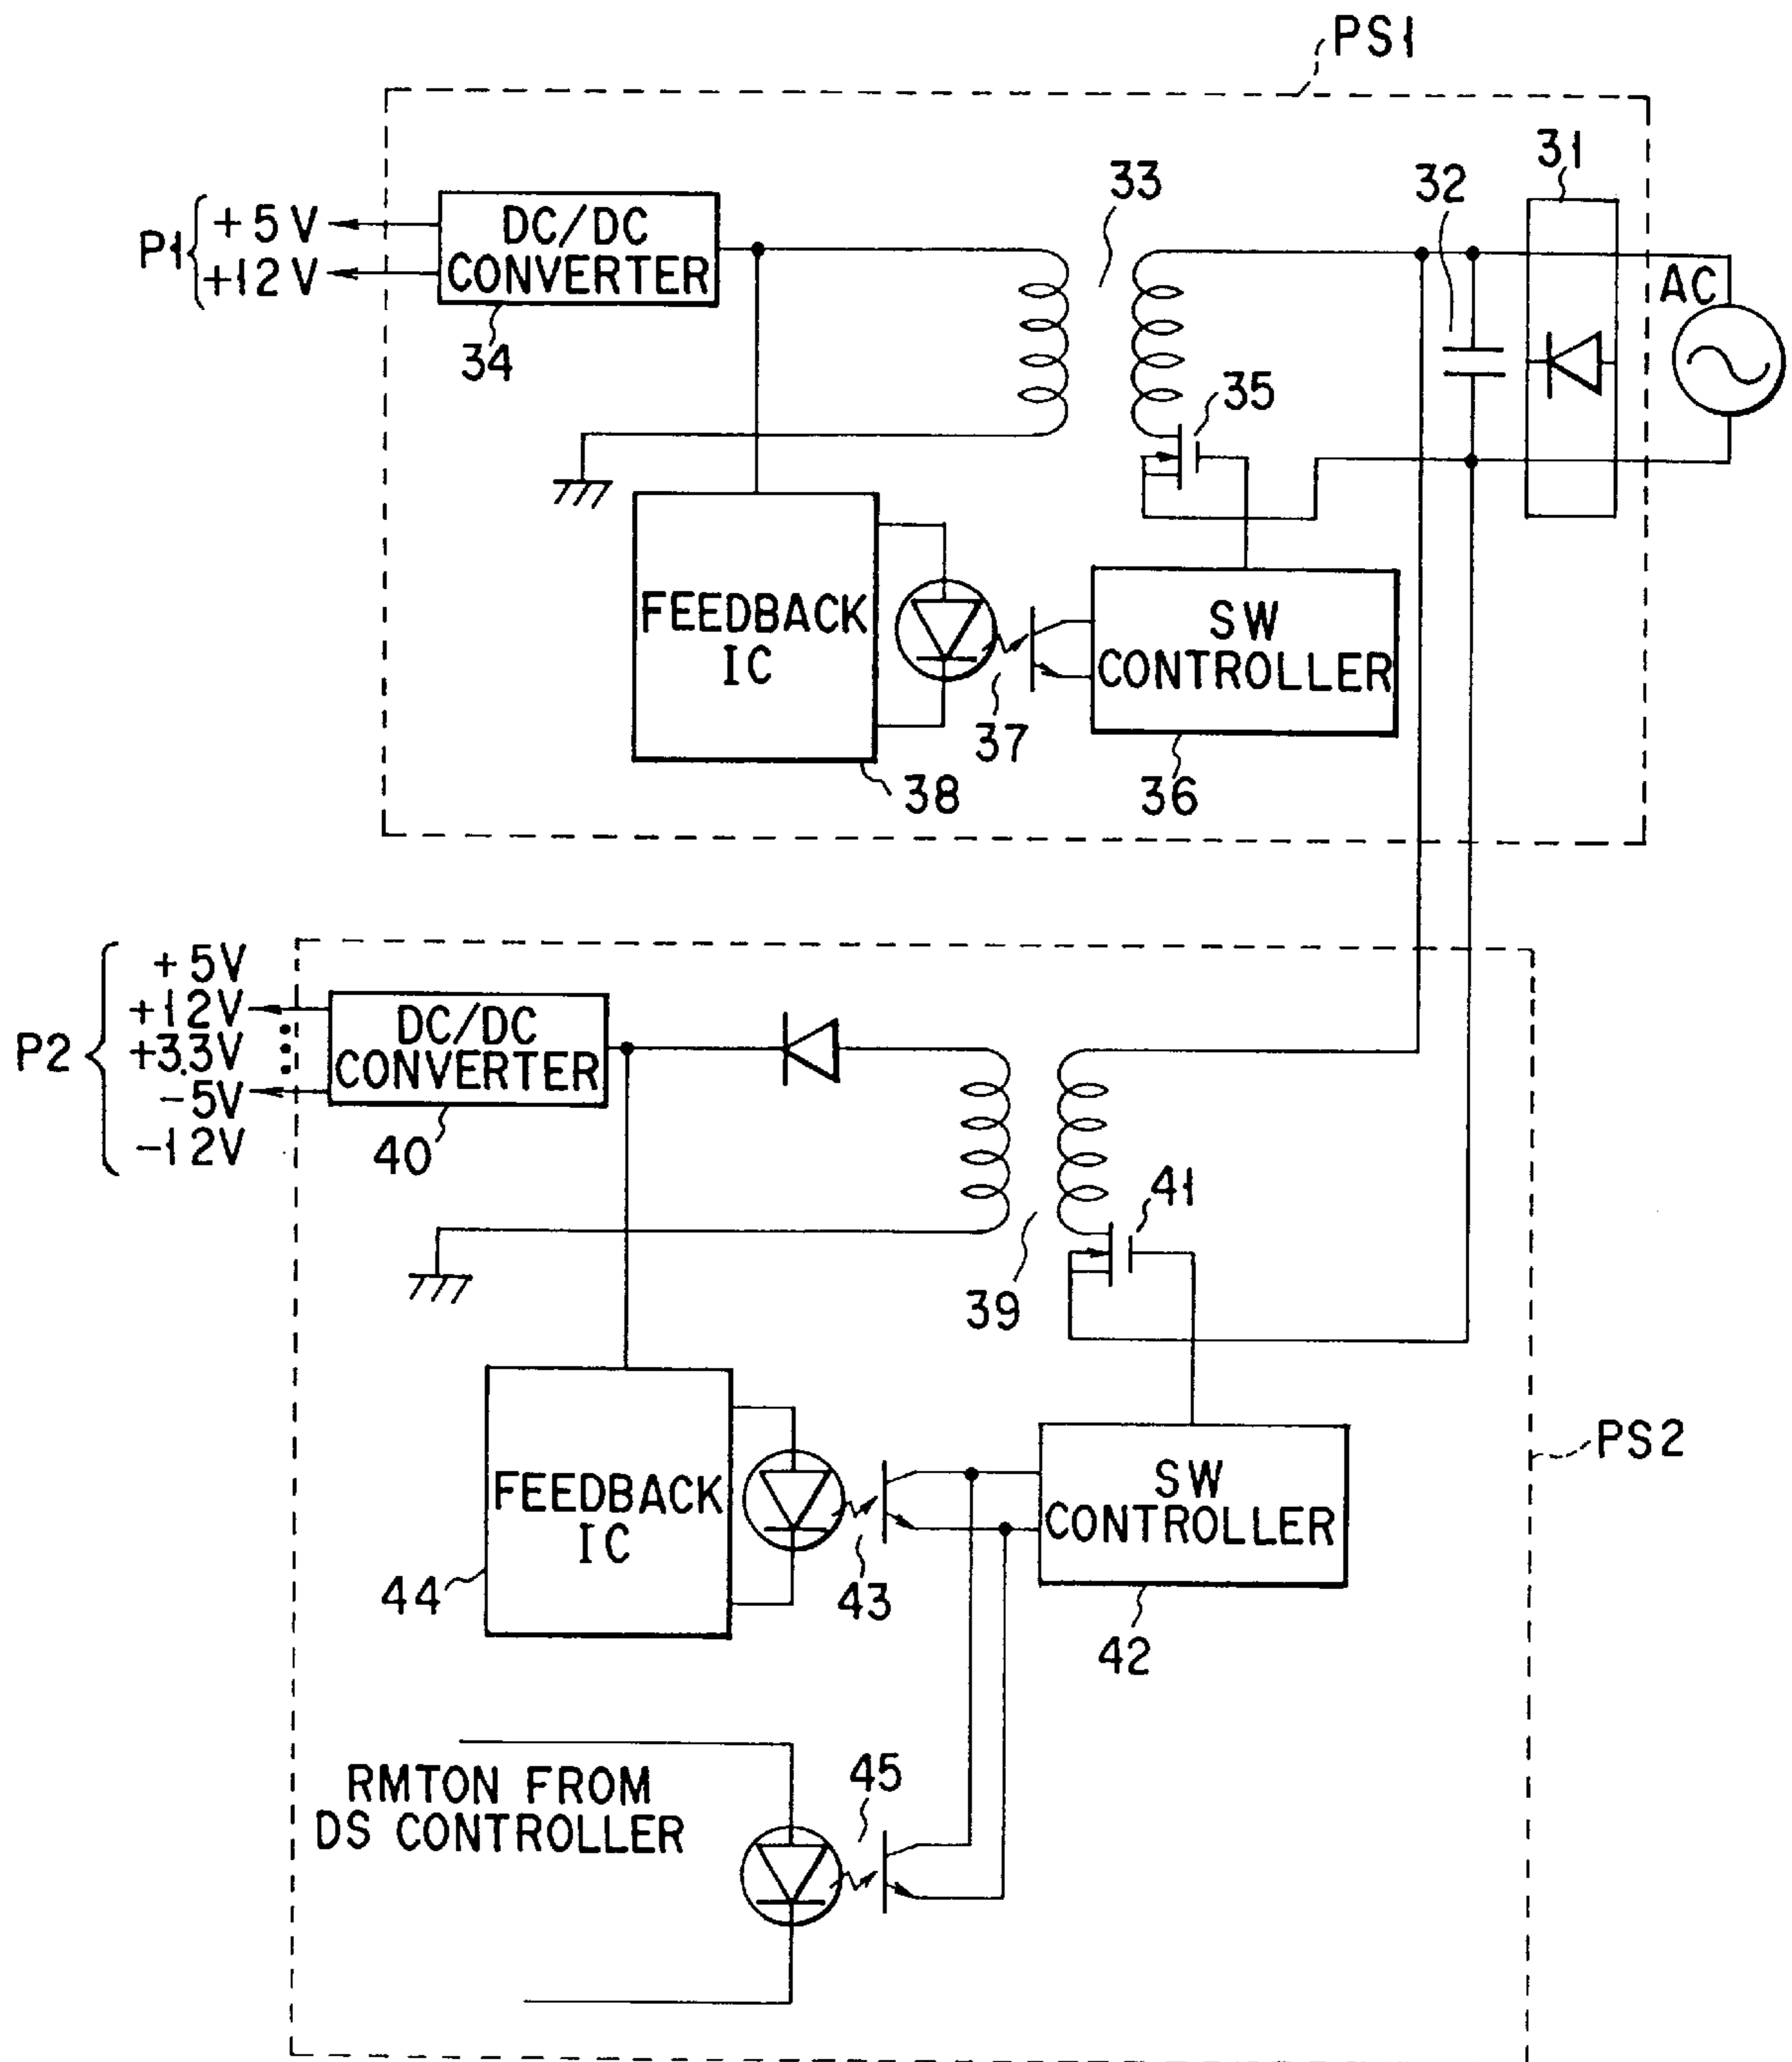 PS1
31
32
33
P1
+5V
+12V
DC/DC
CONVERTER
34
AC
35
FEEDBACK
IC
SW
CONTROLLER
37
36
38
P2
+5V
+12V
+3.3V
-5V
-12V
DC/DC
CONVERTER
40
41
39
PS2
FEEDBACK
IC
SW
CONTROLLER
44
43
42
RMTON FROM
DS CONTROLLER
45